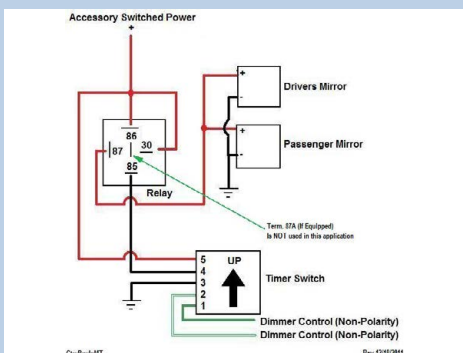 Accessory Switched Power
+
+
Drivers Mirror
-
86
87
30
+
Passenger Mirror
-
85
Relay
Term. 87A (If Equipped)
Is NOT used in this application
5
UP
4
3
Timer Switch
2
1
Dimmer Control (Non-Polarity)
Dimmer Control (Non-Polarity)